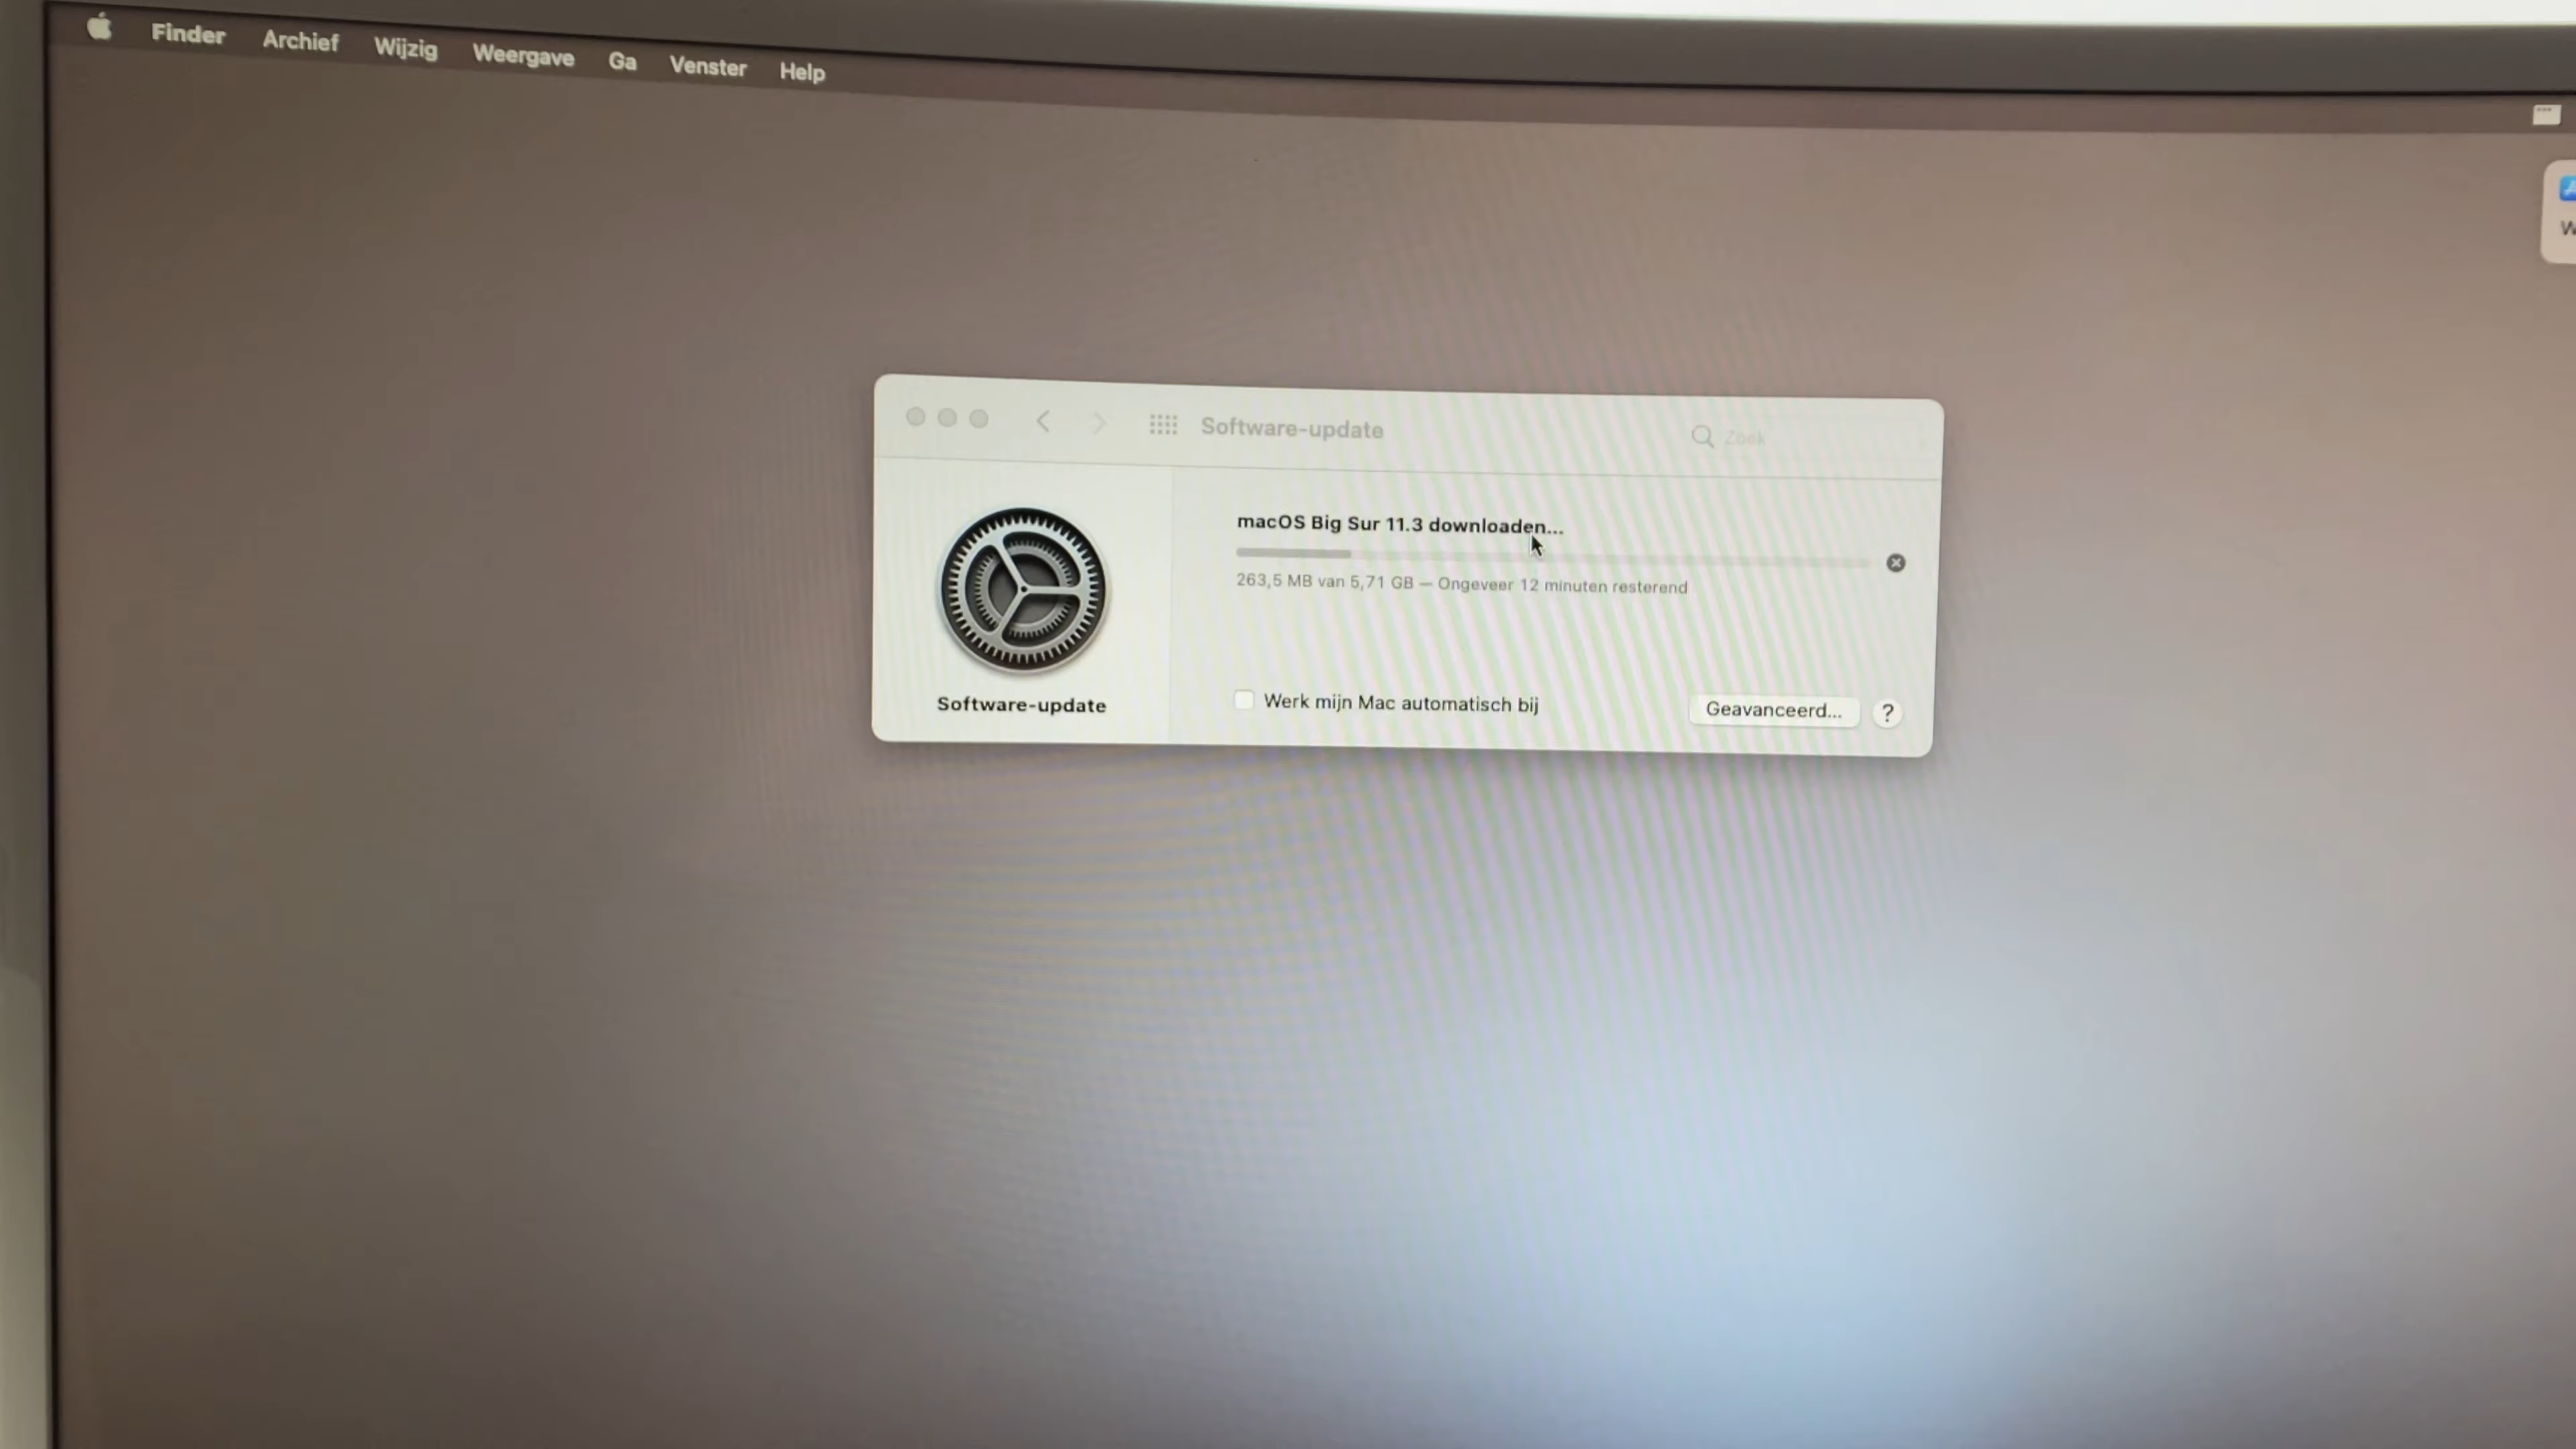 Finder Archief Wijzig Weergave Ga Venster Help
Software-update
Zoek
macOS Big Sur 11.3 downloaden...
263,5 MB van 5,71 GB — Ongeveer 12 minuten resterend
Software-update
Werk mijn Mac automatisch bij
Geavanceerd...
?